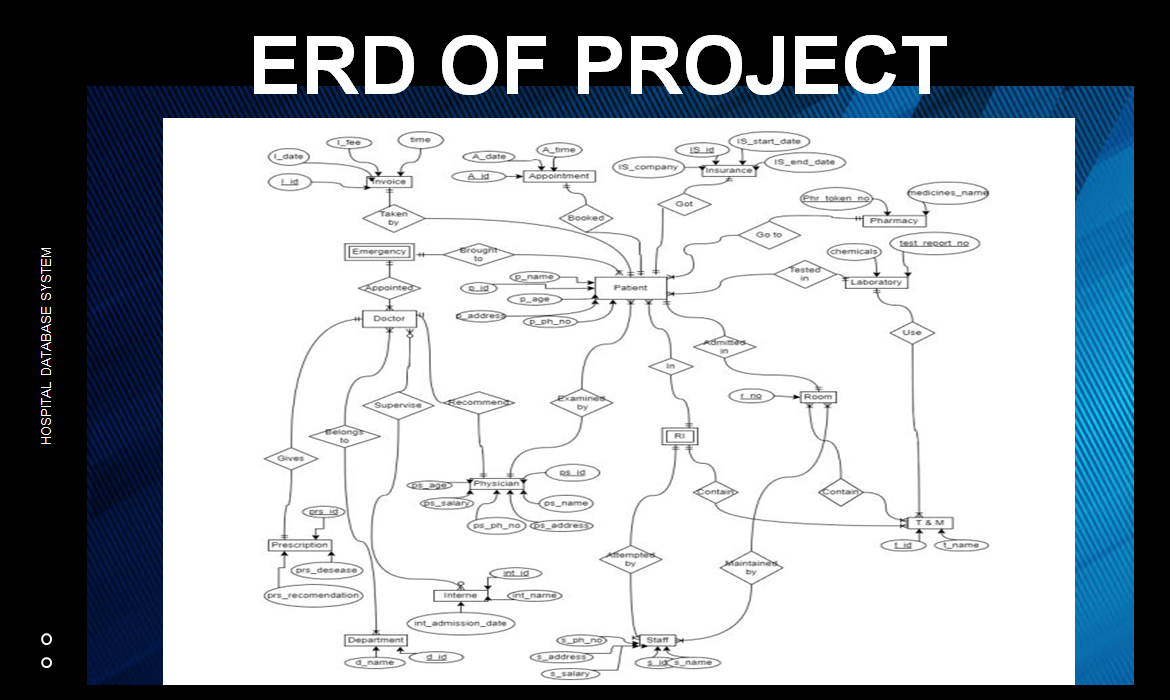 ERD OF PROJECT
HOSPITAL DATABASE SYSTEM
I_fee
time
I_date
I_id
Invoice
A_date
A_time
A_id
Appointment
IS_id
IS_start_date
IS_company
IS_end_date
Insurance
Taken
by
Booked
Got
Phr_token_no
medicines_name
Pharmacy
Go to
Emergency
Brought
to
chemicals
test_report_no
Tested
in
Laboratory
p_name
p_id
p_age
p_address
p_ph_no
Patient
Appointed
Doctor
Use
Admitted
in
In
Supervise
Recommend
Examined
by
r_no
Room
Belongs
to
RI
Gives
ps_id
ps_age
Physician
ps_salary
ps_name
ps_ph_no
ps_address
Contain
Contain
prs_id
T & M
t_id
t_name
Prescription
prs_desease
prs_recomendation
Attempted
by
Maintained
by
int_id
Interne
int_name
int_admission_date
Department
d_name
d_id
s_ph_no
Staff
s_address
s_id
s_name
s_salary